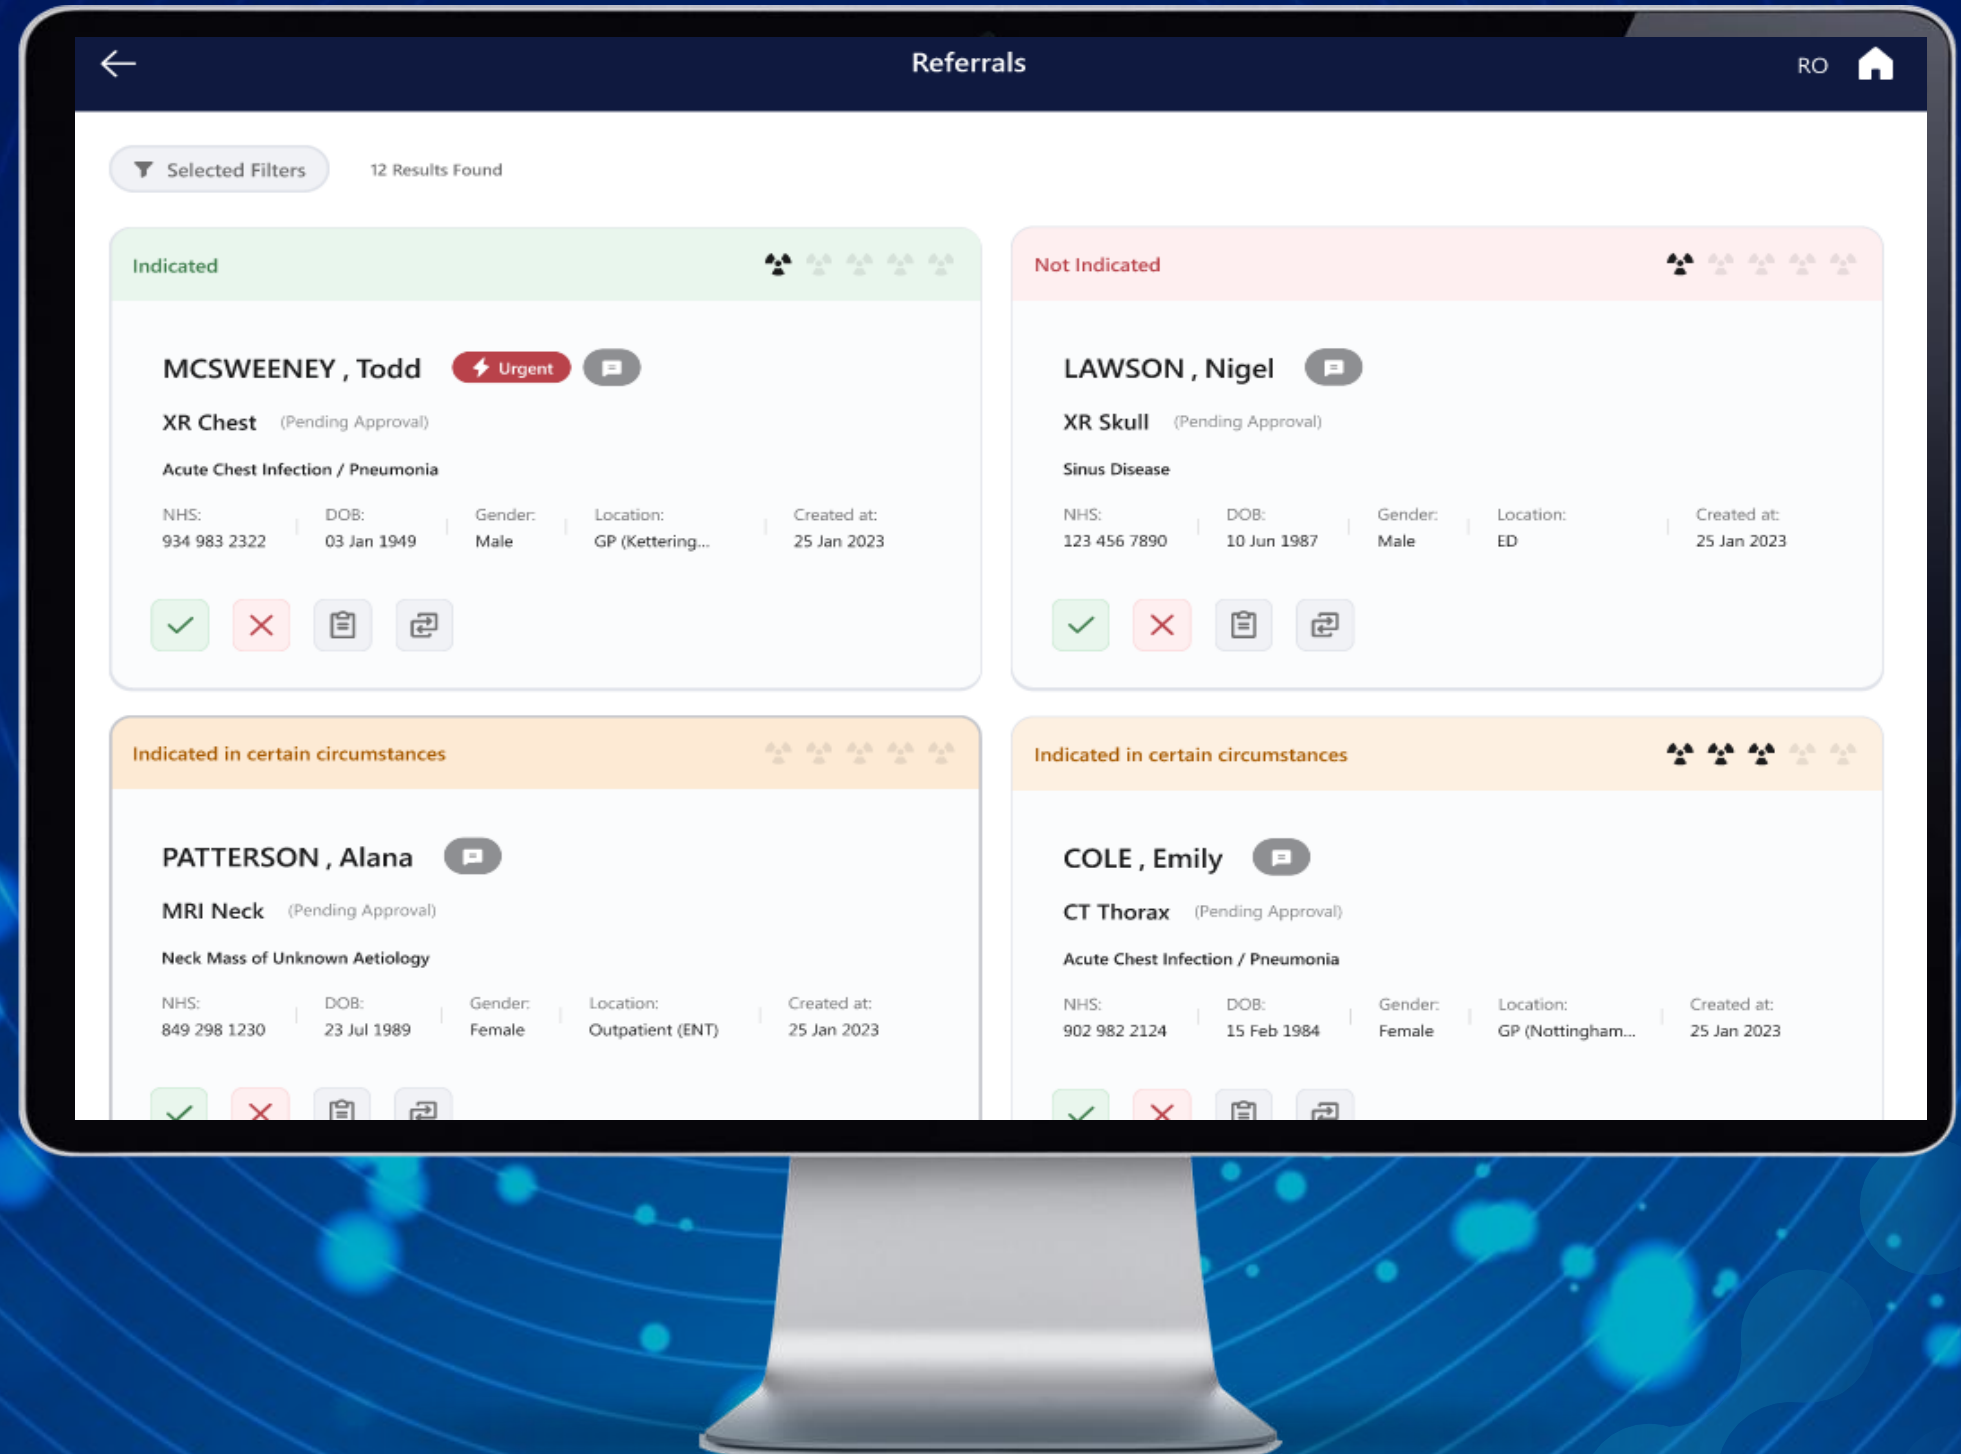 Referrals
RO
Selected Filters
12 Results Found
Indicated
MCSWEENEY , Todd
Urgent
XR Chest (Pending Approval)
Acute Chest Infection / Pneumonia
NHS: DOB: Gender: Location: Created at:
934 983 2322 03 Jan 1949 Male GP (Kettering... 25 Jan 2023
Not Indicated
LAWSON , Nigel
XR Skull (Pending Approval)
Sinus Disease
NHS: DOB: Gender: Location: Created at:
123 456 7890 10 Jun 1987 Male ED 25 Jan 2023
Indicated in certain circumstances
PATTERSON , Alana
MRI Neck (Pending Approval)
Neck Mass of Unknown Aetiology
NHS: DOB: Gender: Location: Created at:
849 298 1230 23 Jul 1989 Female Outpatient (ENT) 25 Jan 2023
Indicated in certain circumstances
COLE , Emily
CT Thorax (Pending Approval)
Acute Chest Infection / Pneumonia
NHS: DOB: Gender: Location: Created at:
902 982 2124 15 Feb 1984 Female GP (Nottingham... 25 Jan 2023